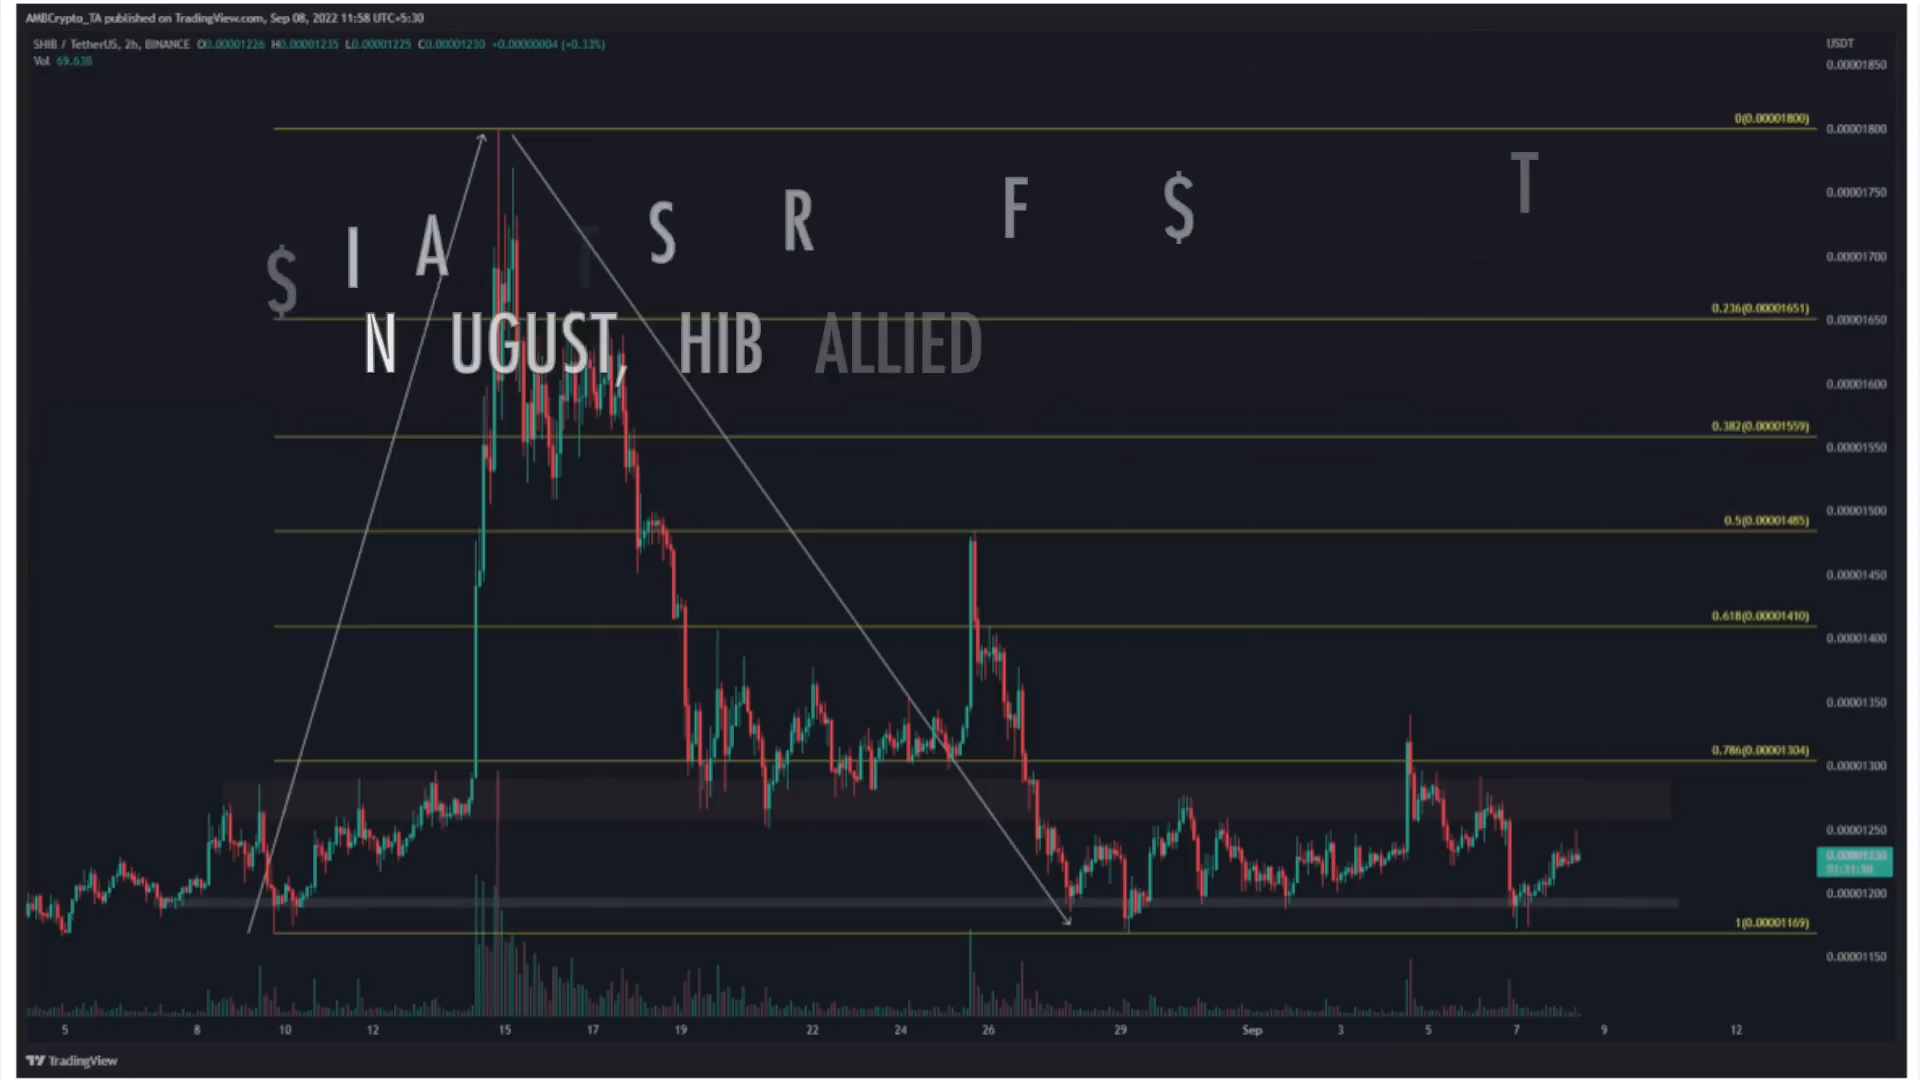 AMBCrypto_TA published on TradingView.com, Sep 08, 2022 11:58 UTC+5:30
SHIB / TetherUS, 2h, BINANCE O0.00001226 H0.00001235 L0.00001225 C0.00001230 +0.00000004 (+0.33%)
Vol 69.63B
USDT
0.00001850
0(0.00001800)
0.00001800
0.00001750
0.00001700
$ I A T S R F $ T
N UGUST, HIB ALLIED
0.236(0.00001651)
0.00001650
0.00001600
0.382(0.00001559)
0.00001550
0.5(0.00001485)
0.00001500
0.00001450
0.618(0.00001410)
0.00001400
0.00001350
0.786(0.00001304)
0.00001300
0.00001250
0.00001230
0.00001200
1(0.00001169)
0.00001150
5 8 10 12 15 17 19 22 24 26 29 Sep 3 5 7 9 12
TradingView